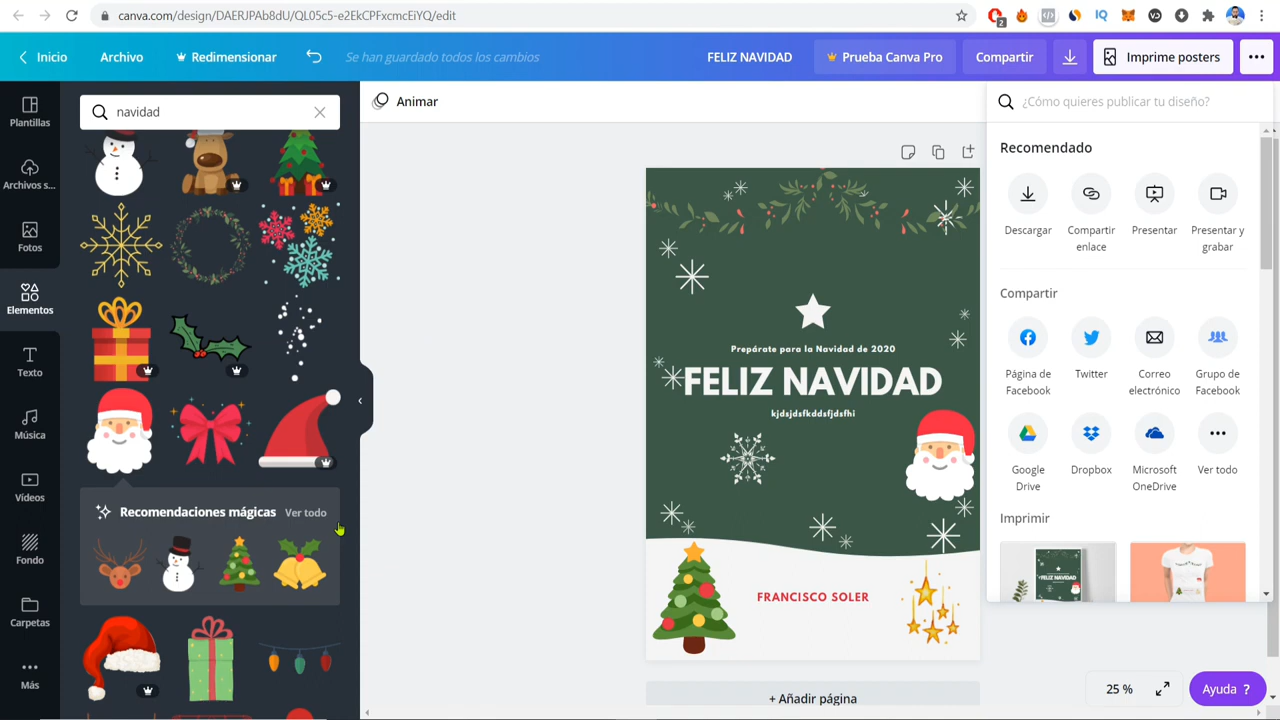 canva.com/design/DAERJPAb8dU/QL05c5-e2EkCPFxcmcEiYQ/edit
2
Inicio
Archivo
Redimensionar
Se han guardado todos los cambios
FELIZ NAVIDAD
Prueba Canva Pro
Compartir
Imprime posters
Plantillas
Archivos s...
Fotos
Elementos
Texto
Música
Vídeos
Fondo
Carpetas
Más
navidad
Recomendaciones mágicas
Ver todo
Animar
Prepárate para la Navidad de 2020
FELIZ NAVIDAD
kjdsjdsfkddsfjdsfhi
FRANCISCO SOLER
+ Añadir página
¿Cómo quieres publicar tu diseño?
Recomendado
Descargar
Compartir enlace
Presentar
Presentar y grabar
Compartir
Página de Facebook
Twitter
Correo electrónico
Grupo de Facebook
Google Drive
Dropbox
Microsoft OneDrive
Ver todo
Imprimir
FELIZ NAVIDAD
25 %
Ayuda ?